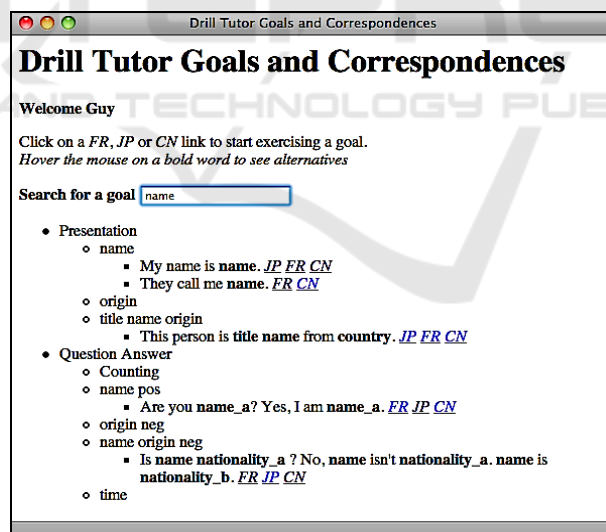 Drill Tutor Goals and Correspondences
Drill Tutor Goals and Correspondences
Welcome Guy
Click on a FR, JP or CN link to start exercising a goal.
Hover the mouse on a bold word to see alternatives
Search for a goal name
• Presentation
◦ name
▪ My name is name. JP FR CN
▪ They call me name. FR CN
◦ origin
◦ title name origin
▪ This person is title name from country. JP FR CN
• Question Answer
◦ Counting
◦ name pos
▪ Are you name_a? Yes, I am name_a. FR JP CN
◦ origin neg
◦ name origin neg
▪ Is name nationality_a ? No, name isn't nationality_a. name is
nationality_b. FR JP CN
◦ time